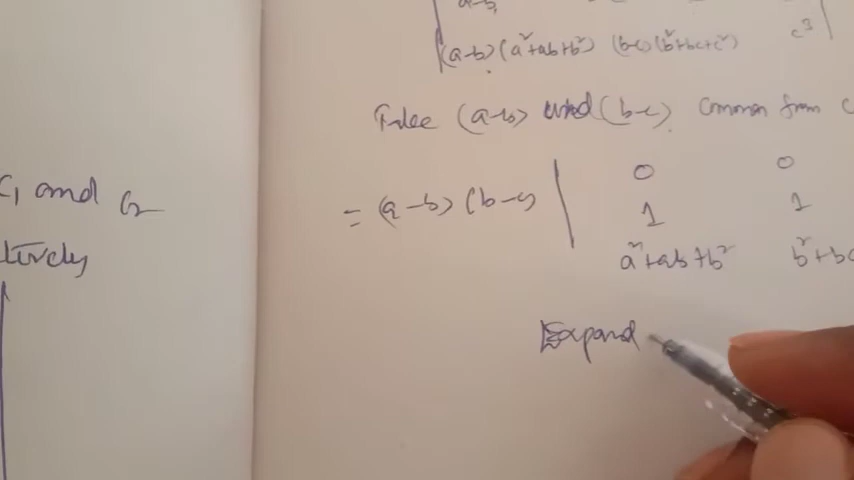 C₁ and C₂
tively
a-b
(a-b)(a²+ab+b²) (b-c)(b²+bc+c²) c³
Take (a-b) and (b-c) common from C
= (a-b) (b-c) | 0 0
1 1
a²+ab+b² b²+bc
Expand